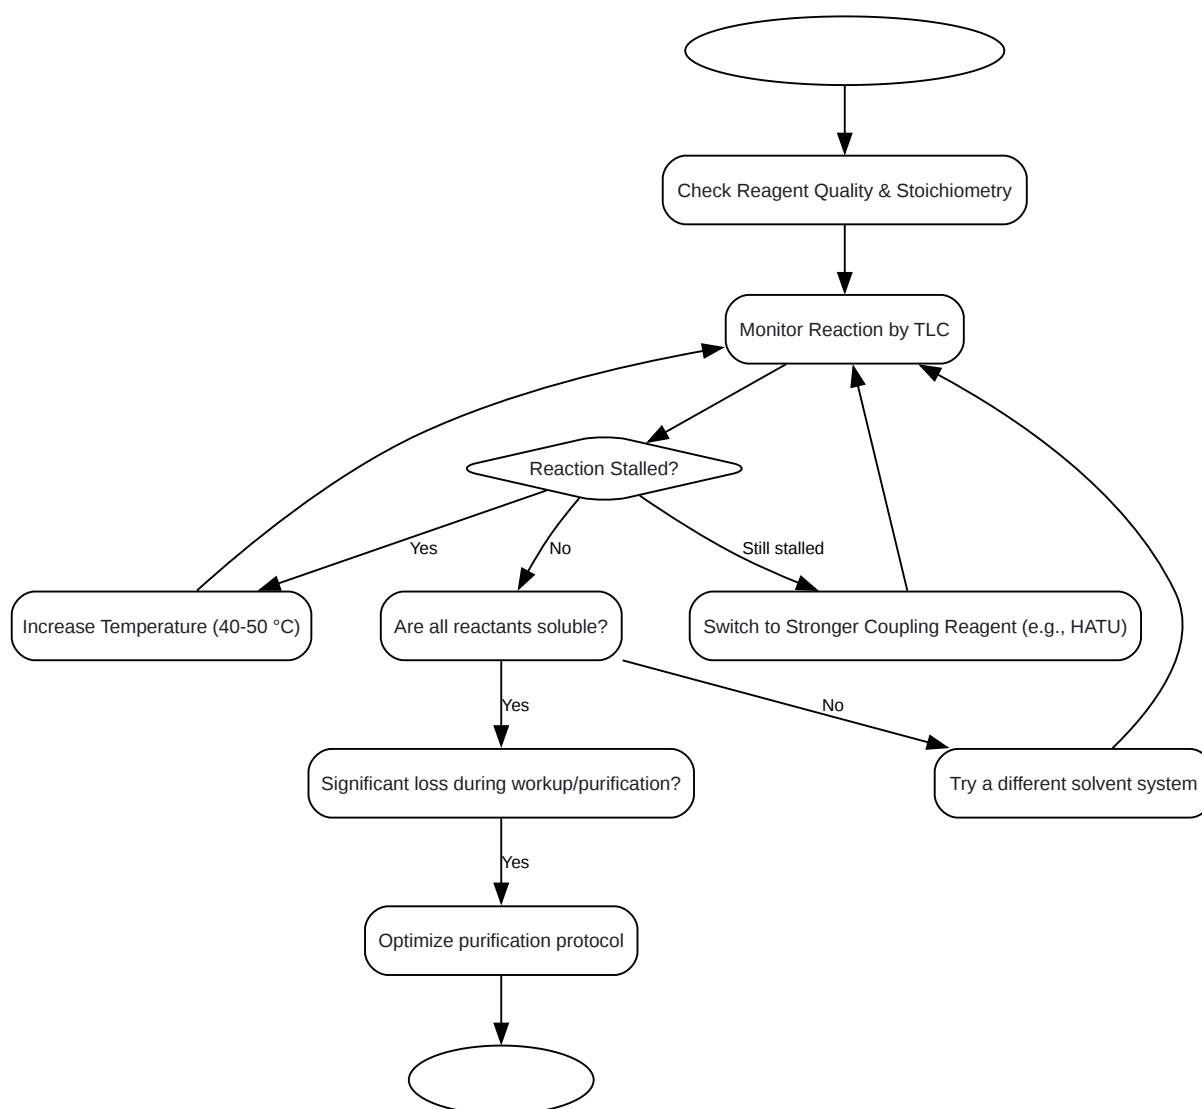 Check Reagent Quality & Stoichiometry
Monitor Reaction by TLC
Reaction Stalled?
Yes
No
Still stalled
Increase Temperature (40-50 °C)
Are all reactants soluble?
Switch to Stronger Coupling Reagent (e.g., HATU)
Yes
No
Significant loss during workup/purification?
Try a different solvent system
Yes
Optimize purification protocol